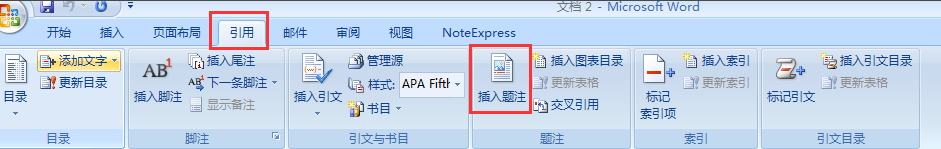 文档 2 - Microsoft Word
开始 插入 页面布局 引用 邮件 审阅 视图 NoteExpress
目录
添加文字
更新目录
目录
AB1
插入脚注
插入尾注
AB1 下一条脚注
显示备注
脚注
插入引文
管理源
样式: APA Fifth
书目
引文与书目
插入题注
插入图表目录
更新表格
交叉引用
题注
标记
索引项
插入索引
更新索引
索引
标记引文
插入引文目录
更新表格
引文目录